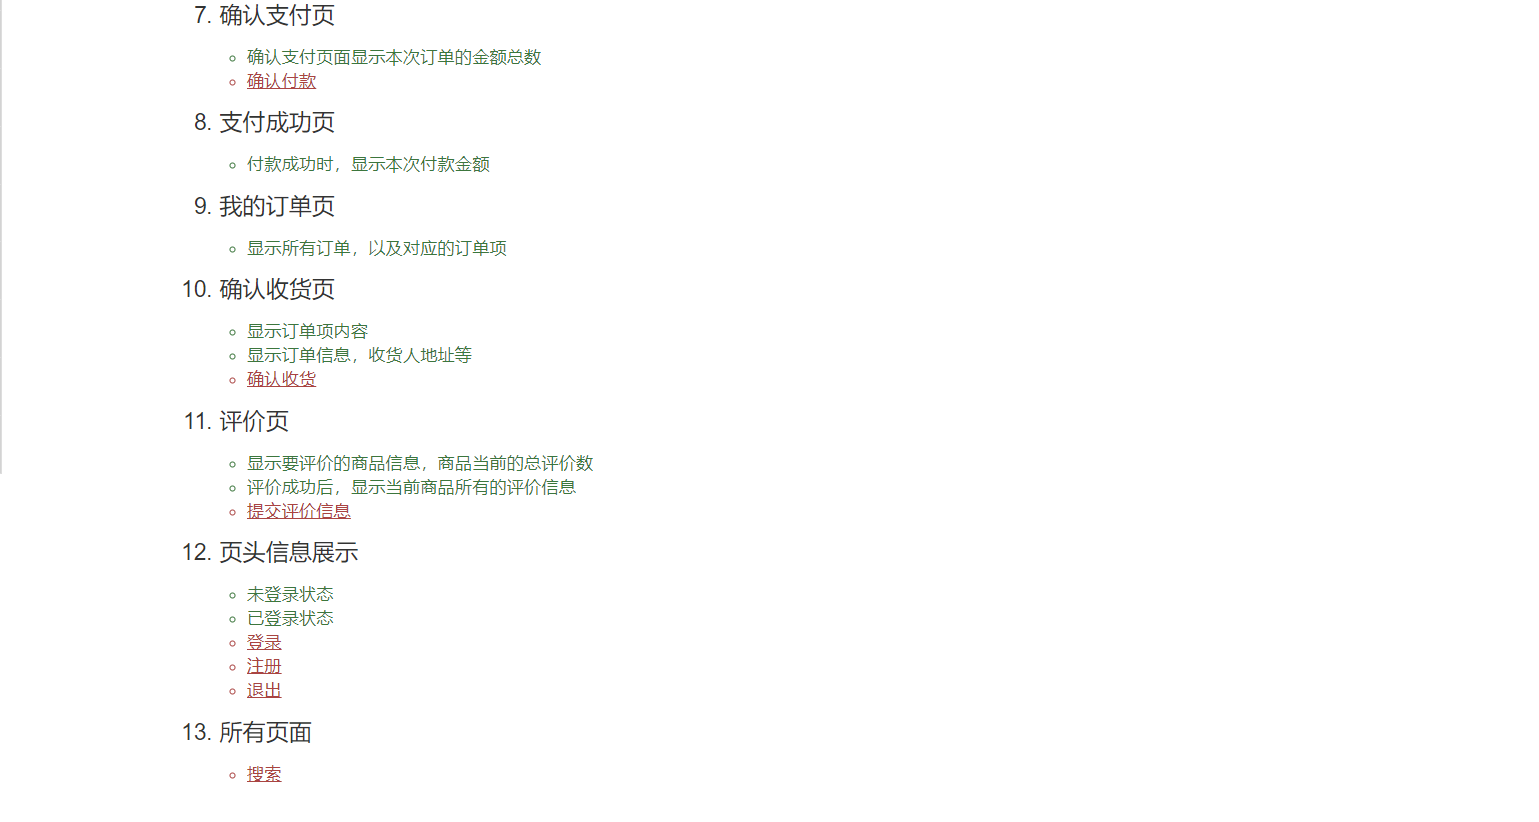 7. 确认支付页
确认支付页面显示本次订单的金额总数
确认付款
8. 支付成功页
付款成功时，显示本次付款金额
9. 我的订单页
显示所有订单，以及对应的订单项
10. 确认收货页
显示订单项内容
显示订单信息，收货人地址等
确认收货
11. 评价页
显示要评价的商品信息，商品当前的总评价数
评价成功后，显示当前商品所有的评价信息
提交评价信息
12. 页头信息展示
未登录状态
已登录状态
登录
注册
退出
13. 所有页面
搜索